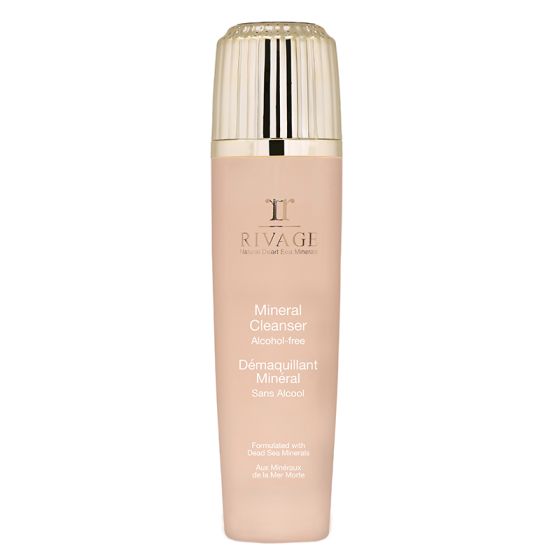 RIVAGE
Natural Dead Sea Minerals
Mineral
Cleanser
Alcohol-free
Démaquillant
Minéral
Sans Alcool
Formulated with
Dead Sea Minerals
Aux Minéraux
de la Mer Morte